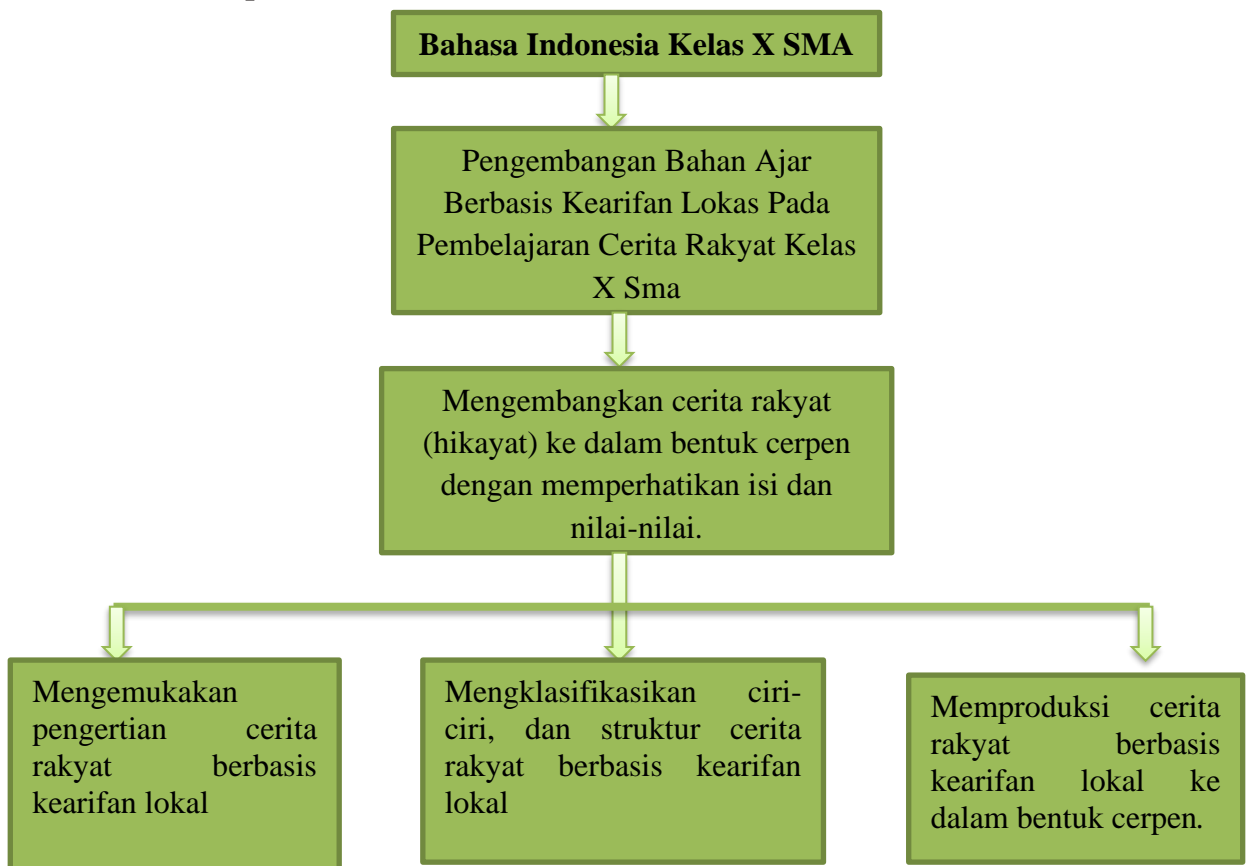 Bahasa Indonesia Kelas X SMA
Pengembangan Bahan Ajar
Berbasis Kearifan Lokas Pada
Pembelajaran Cerita Rakyat Kelas
X Sma
Mengembangkan cerita rakyat
(hikayat) ke dalam bentuk cerpen
dengan memperhatikan isi dan
nilai-nilai.
Mengemukakan
pengertian cerita
rakyat berbasis
kearifan lokal
Mengklasifikasikan ciri-
ciri, dan struktur cerita
rakyat berbasis kearifan
lokal
Memproduksi cerita
rakyat berbasis
kearifan lokal ke
dalam bentuk cerpen.